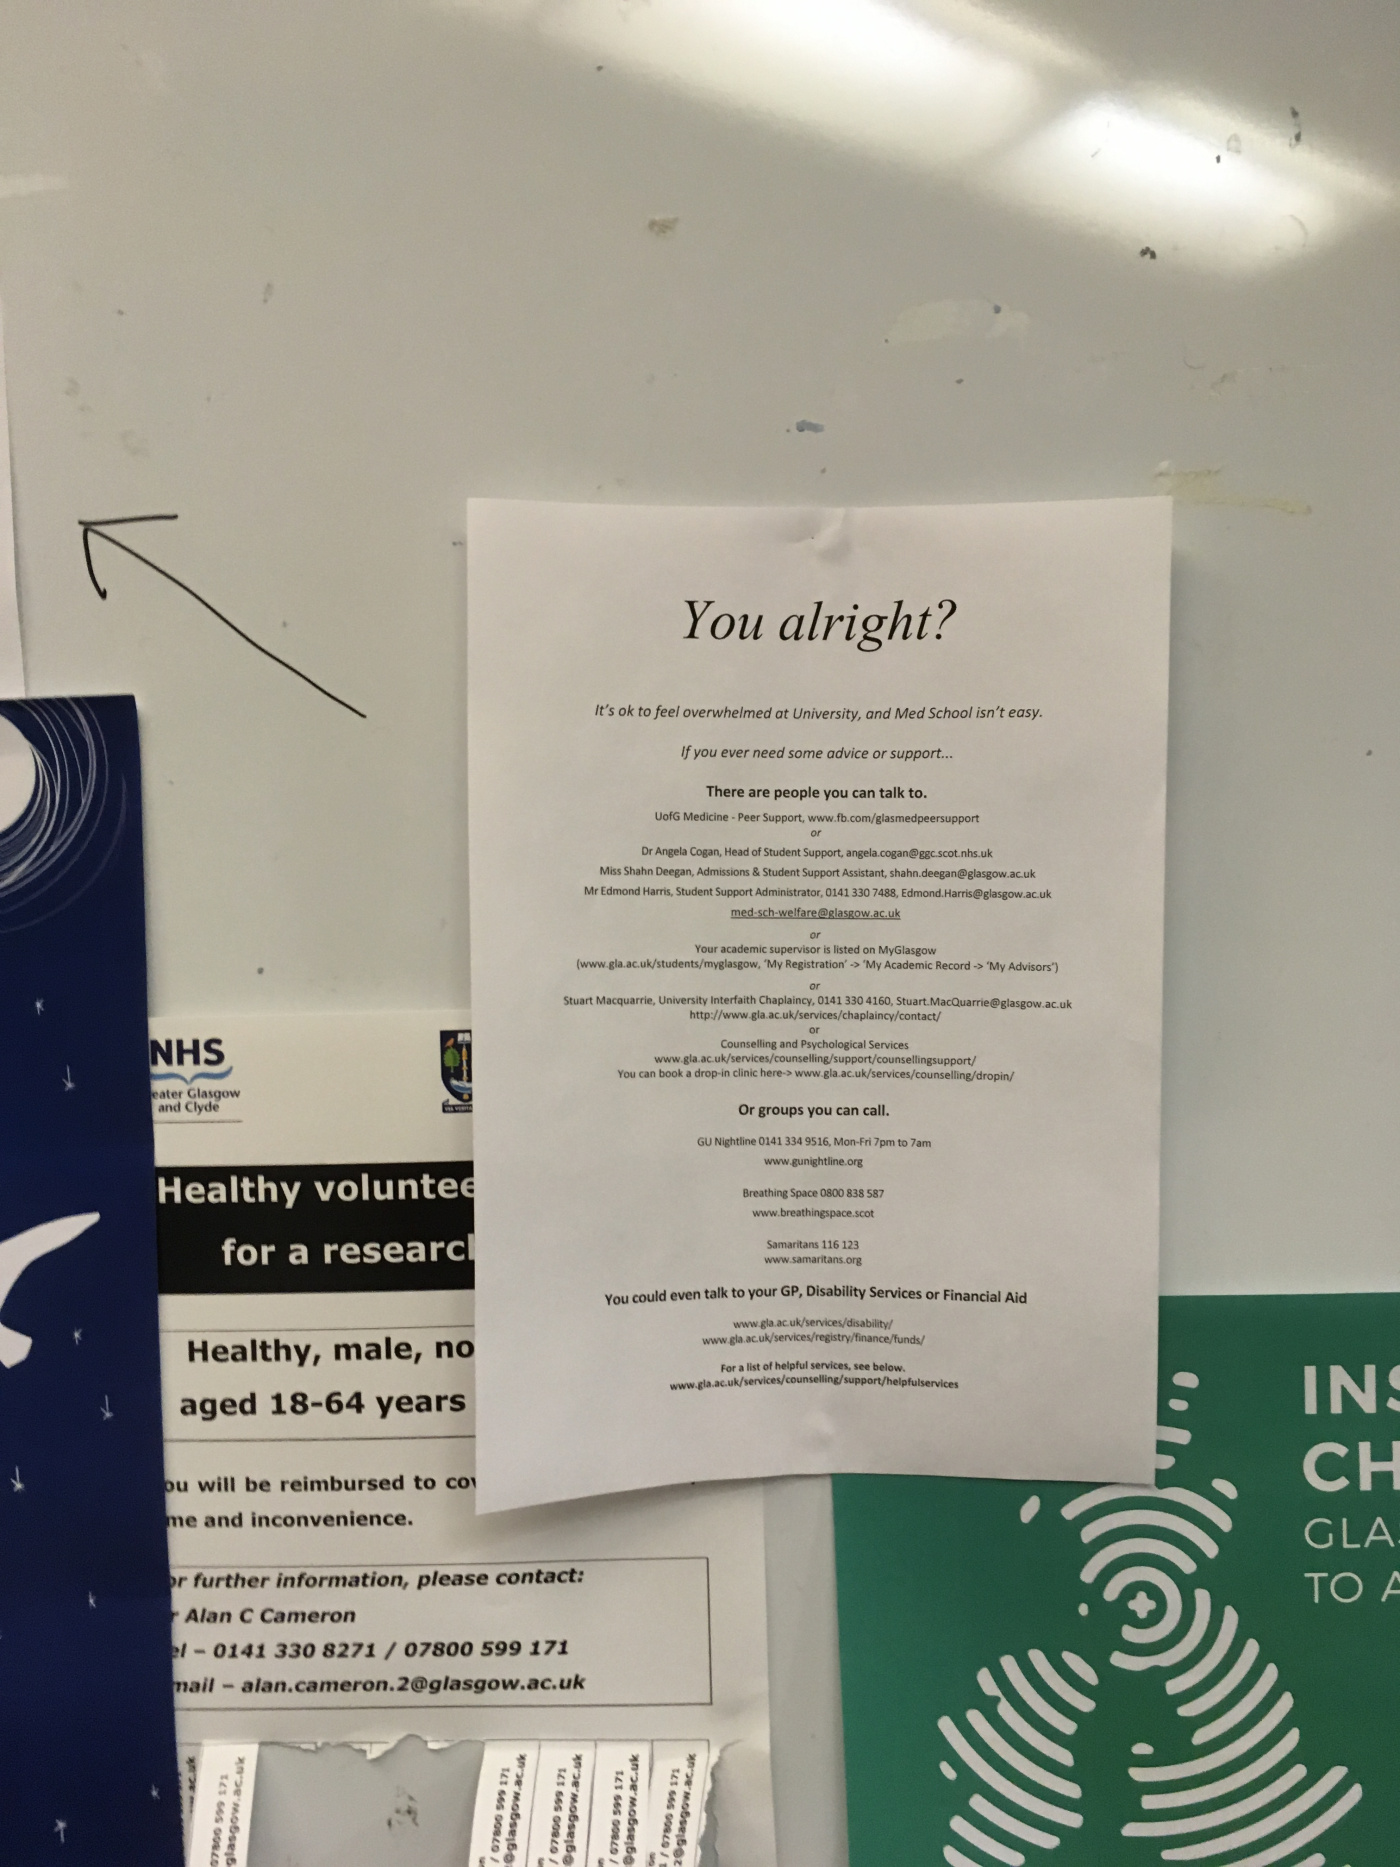 You alright?
It's ok to feel overwhelmed at University, and Med School isn't easy.
If you ever need some advice or support...
There are people you can talk to.
UofG Medicine - Peer Support, www.fb.com/glasmedpeersupport
or
Dr Angela Cogan, Head of Student Support, angela.cogan@ggc.scot.nhs.uk
Miss Shahn Deegan, Admissions & Student Support Assistant, shahn.deegan@glasgow.ac.uk
Mr Edmond Harris, Student Support Administrator, 0141 330 7488, Edmond.Harris@glasgow.ac.uk
med-sch-welfare@glasgow.ac.uk
or
Your academic supervisor is listed on MyGlasgow
(www.gla.ac.uk/students/myglasgow, 'My Registration' -> 'My Academic Record -> 'My Advisors')
or
Stuart Macquarrie, University Interfaith Chaplaincy, 0141 330 4160, Stuart.MacQuarrie@glasgow.ac.uk
http://www.gla.ac.uk/services/chaplaincy/contact/
or
Counselling and Psychological Services
www.gla.ac.uk/services/counselling/support/counsellingsupport/
You can book a drop-in clinic here-> www.gla.ac.uk/services/counselling/dropin/
Or groups you can call.
GU Nightline 0141 334 9516, Mon-Fri 7pm to 7am
www.gunightline.org
Breathing Space 0800 838 587
www.breathingspace.scot
Samaritans 116 123
www.samaritans.org
You could even talk to your GP, Disability Services or Financial Aid
www.gla.ac.uk/services/disability/
www.gla.ac.uk/services/registry/finance/funds/
For a list of helpful services, see below.
www.gla.ac.uk/services/counselling/support/helpfulservices
NHS
eater Glasgow
and Clyde
Healthy voluntee
for a researc
Healthy, male, no
aged 18-64 years
ou will be reimbursed to co
me and inconvenience.
or further information, please contact:
r Alan C Cameron
el – 0141 330 8271 / 07800 599 171
mail – alan.cameron.2@glasgow.ac.uk
07800 599 171
glasgow.ac.uk
/ 07800 599 171
@glasgow.ac.uk
/ 07800 599 171
@glasgow.ac.uk
/ 07800 599 171
@glasgow.ac.uk
/ 07800 599 171
2@glasgow.ac.uk
INS
CH
GLA
TO A